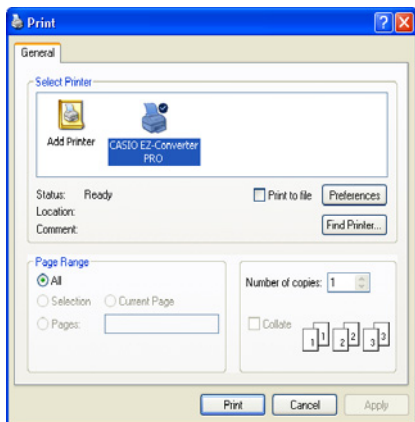 Print
General
Select Printer
Add Printer
CASIO EZ-Converter
PRO
Status: Ready
Location:
Comment:
Print to file
Preferences
Find Printer...
Page Range
All
Selection
Current Page
Pages:
Number of copies: 1
Collate
1 1 2 2 3 3
Print
Cancel
Apply